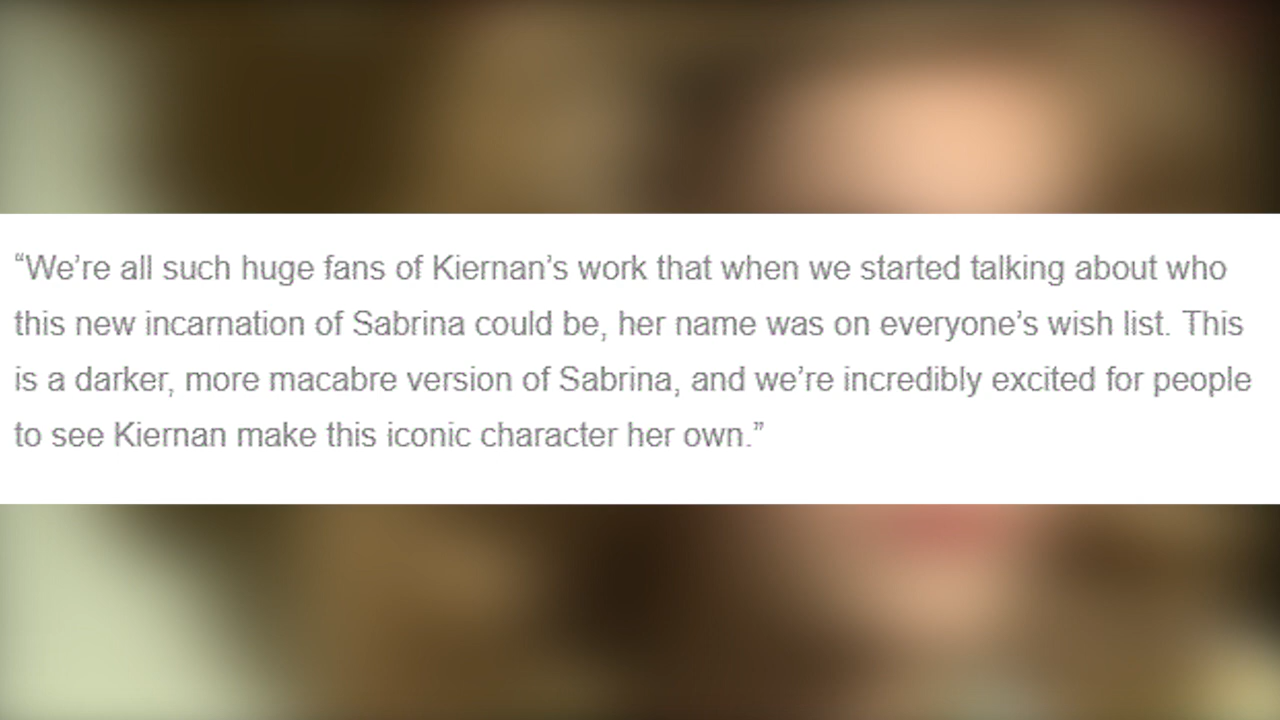 “We’re all such huge fans of Kiernan’s work that when we started talking about who
this new incarnation of Sabrina could be, her name was on everyone’s wish list. This
is a darker, more macabre version of Sabrina, and we’re incredibly excited for people
to see Kiernan make this iconic character her own.”